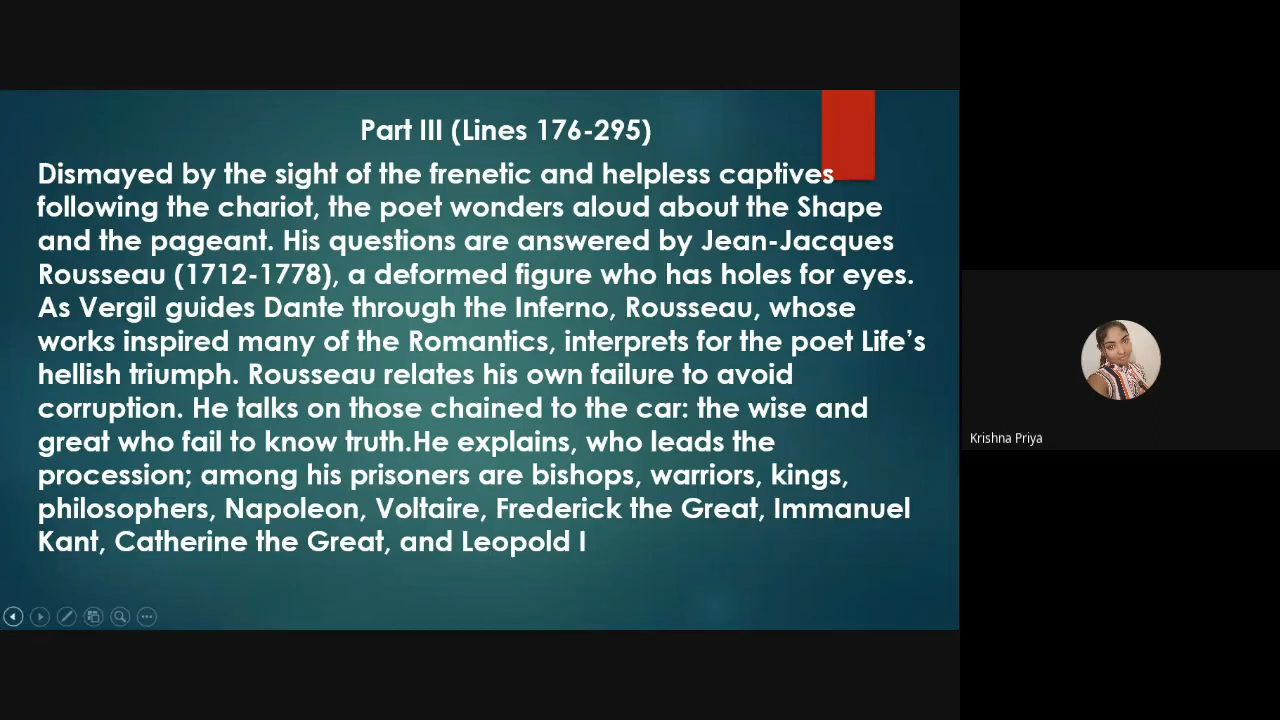 Part III (Lines 176-295)
Dismayed by the sight of the frenetic and helpless captives
following the chariot, the poet wonders aloud about the Shape
and the pageant. His questions are answered by Jean-Jacques
Rousseau (1712-1778), a deformed figure who has holes for eyes.
As Vergil guides Dante through the Inferno, Rousseau, whose
works inspired many of the Romantics, interprets for the poet Life’s
hellish triumph. Rousseau relates his own failure to avoid
corruption. He talks on those chained to the car: the wise and
great who fail to know truth.He explains, who leads the
procession; among his prisoners are bishops, warriors, kings,
philosophers, Napoleon, Voltaire, Frederick the Great, Immanuel
Kant, Catherine the Great, and Leopold I
Krishna Priya